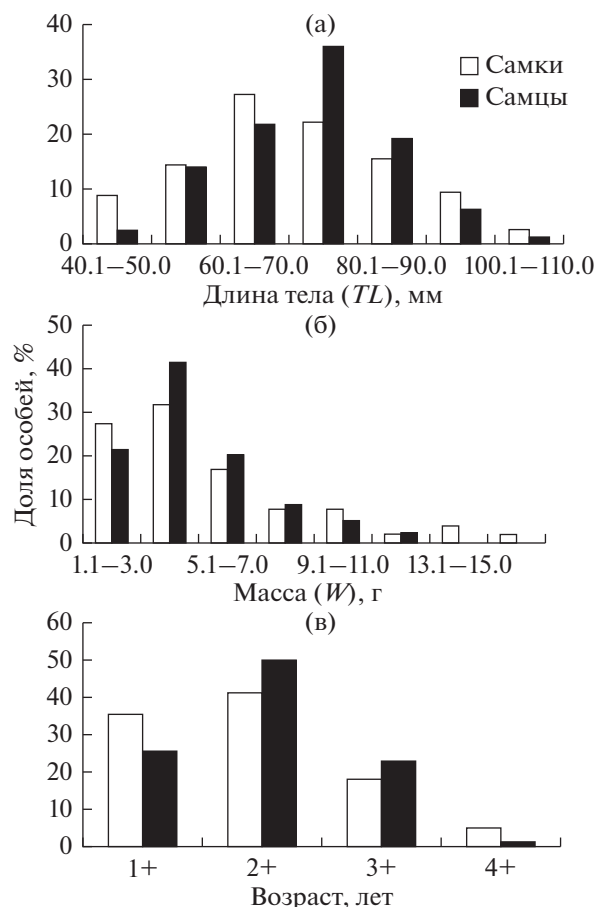 (а)
40
30
20
10
0
Самки
Самцы
40.1–50.0 60.1–70.0 80.1–90.0 100.1–110.0
Длина тела (TL), мм
(б)
Доля особей, %
50
40
30
20
10
0
1.1–3.0 5.1–7.0 9.1–11.0 13.1–15.0
Масса (W), г
(в)
60
50
40
30
20
10
0
1+ 2+ 3+ 4+
Возраст, лет